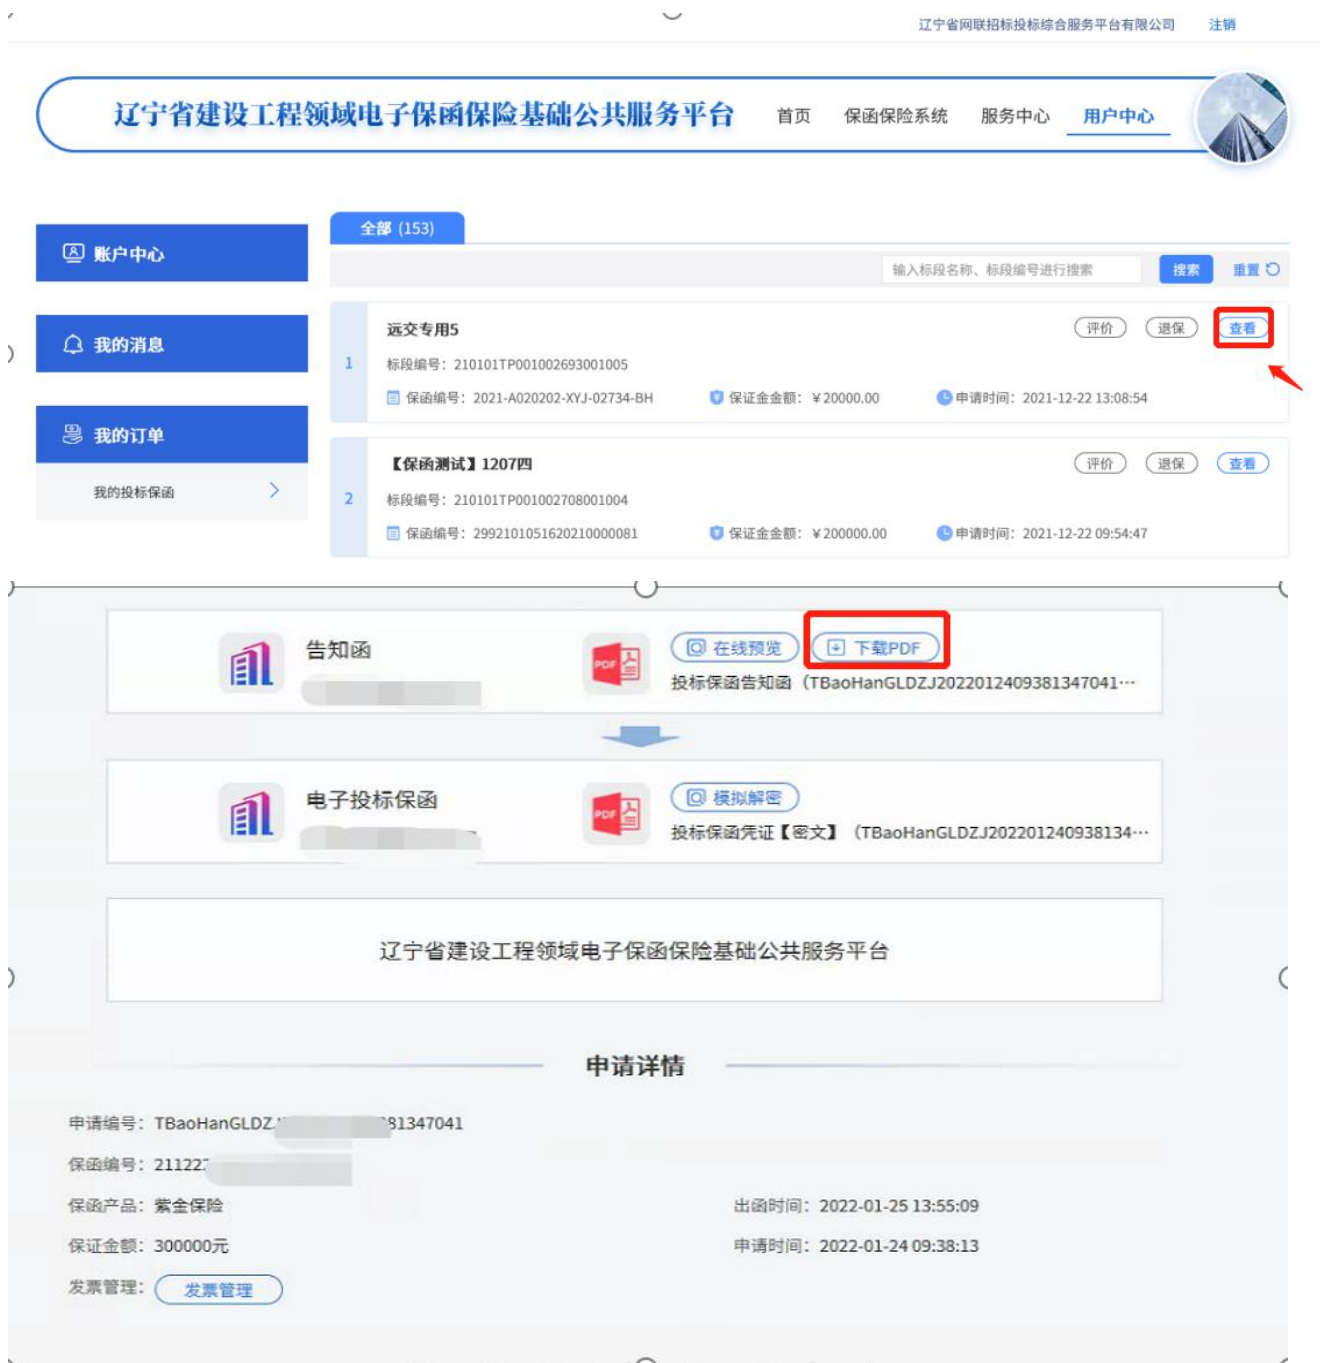 辽宁省网联招标投标综合服务平台有限公司 注销
辽宁省建设工程领域电子保函保险基础公共服务平台 首页 保函保险系统 服务中心 用户中心
账户中心
我的消息
我的订单
我的投标保函
全部 (153)
输入标段名称、标段编号进行搜索 搜索 重置
1
远交专用5 评价 退保 查看
标段编号：210101TP001002693001005
保函编号：2021-A020202-XYJ-02734-BH 保证金金额：￥20000.00 申请时间：2021-12-22 13:08:54
2
【保函测试】1207四 评价 退保 查看
标段编号：210101TP001002708001004
保函编号：2992101051620210000081 保证金金额：￥200000.00 申请时间：2021-12-22 09:54:47
告知函 PDF 在线预览 下载PDF
投标保函告知函（TBaoHanGLDZJ2022012409381347041…
电子投标保函 PDF 模拟解密
投标保函凭证【密文】（TBaoHanGLDZJ202201240938134…
辽宁省建设工程领域电子保函保险基础公共服务平台
申请详情
申请编号：TBaoHanGLDZ 81347041
保函编号：21122
保函产品：紫金保险 出函时间：2022-01-25 13:55:09
保证金额：300000元 申请时间：2022-01-24 09:38:13
发票管理：发票管理